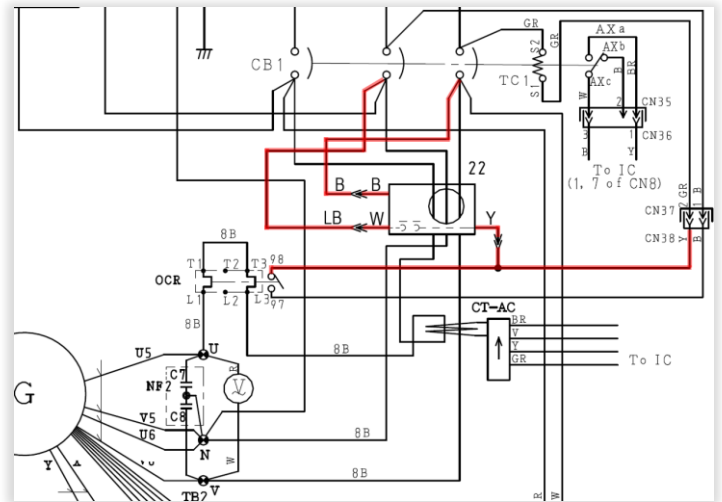 GR
AXa
AXb
CB1
S2
GR
B
BR
TC1
AXc
S1
W
2
CN35
3
1
CN36
B
Y
To IC
(1, 7 of CN8)
22
B
B
LB
W
Y
2
GR
1
B
CN37
CN38
Y
B
8B
T1
T2
T3
98
OCR
L1
L2
L3
97
8B
CT-AC
BR
V
Y
GR
To IC
U5
U
8B
C7
R
V
NF2
G
C8
V5
U6
N
8B
W
Y
8B
TB2
V
R
W